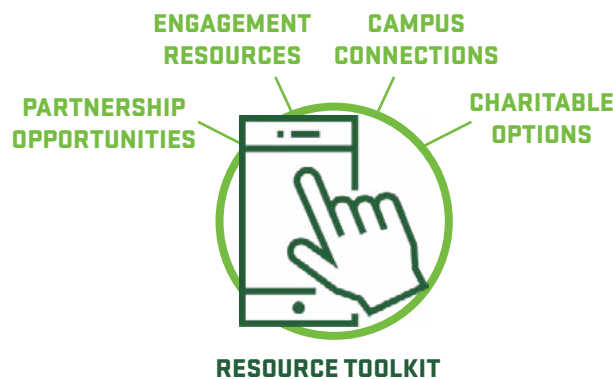 ENGAGEMENT
RESOURCES
CAMPUS
CONNECTIONS
PARTNERSHIP
OPPORTUNITIES
CHARITABLE
OPTIONS
RESOURCE TOOLKIT